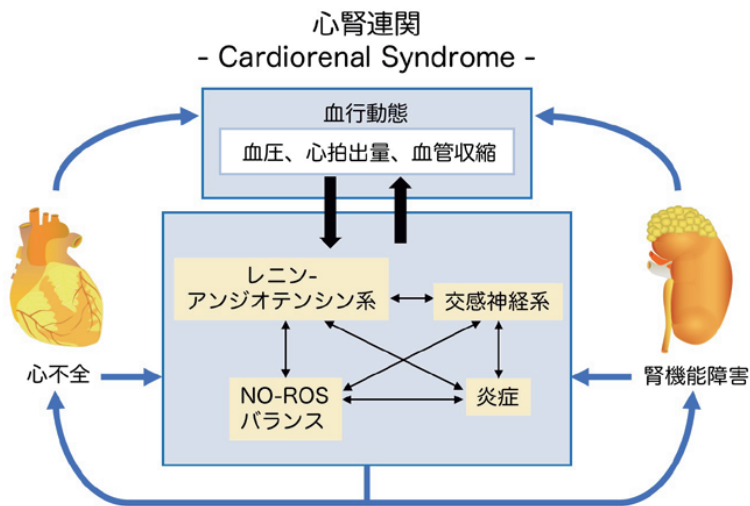 心腎連関
- Cardiorenal Syndrome -
血行動態
血圧、心拍出量、血管収縮
レニン-
アンジオテンシン系
交感神経系
心不全
腎機能障害
NO-ROS
バランス
炎症